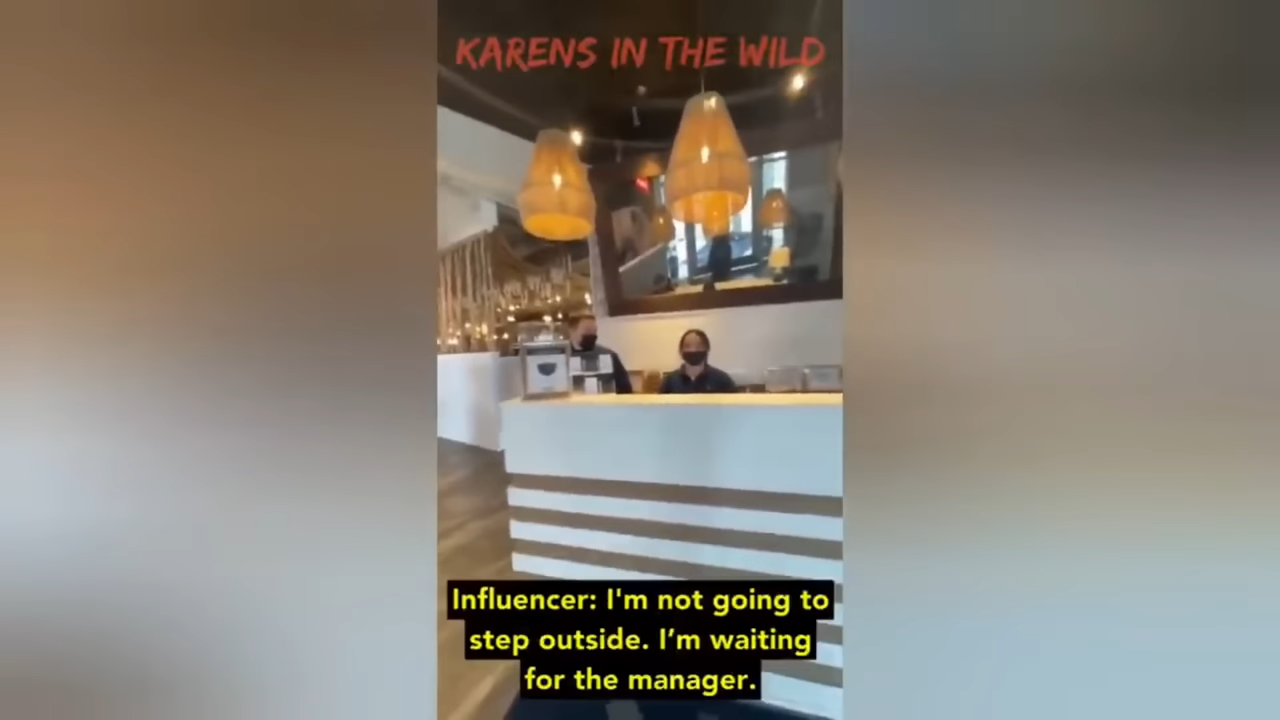 KARENS IN THE WILD
Influencer: I'm not going to
step outside. I’m waiting
for the manager.